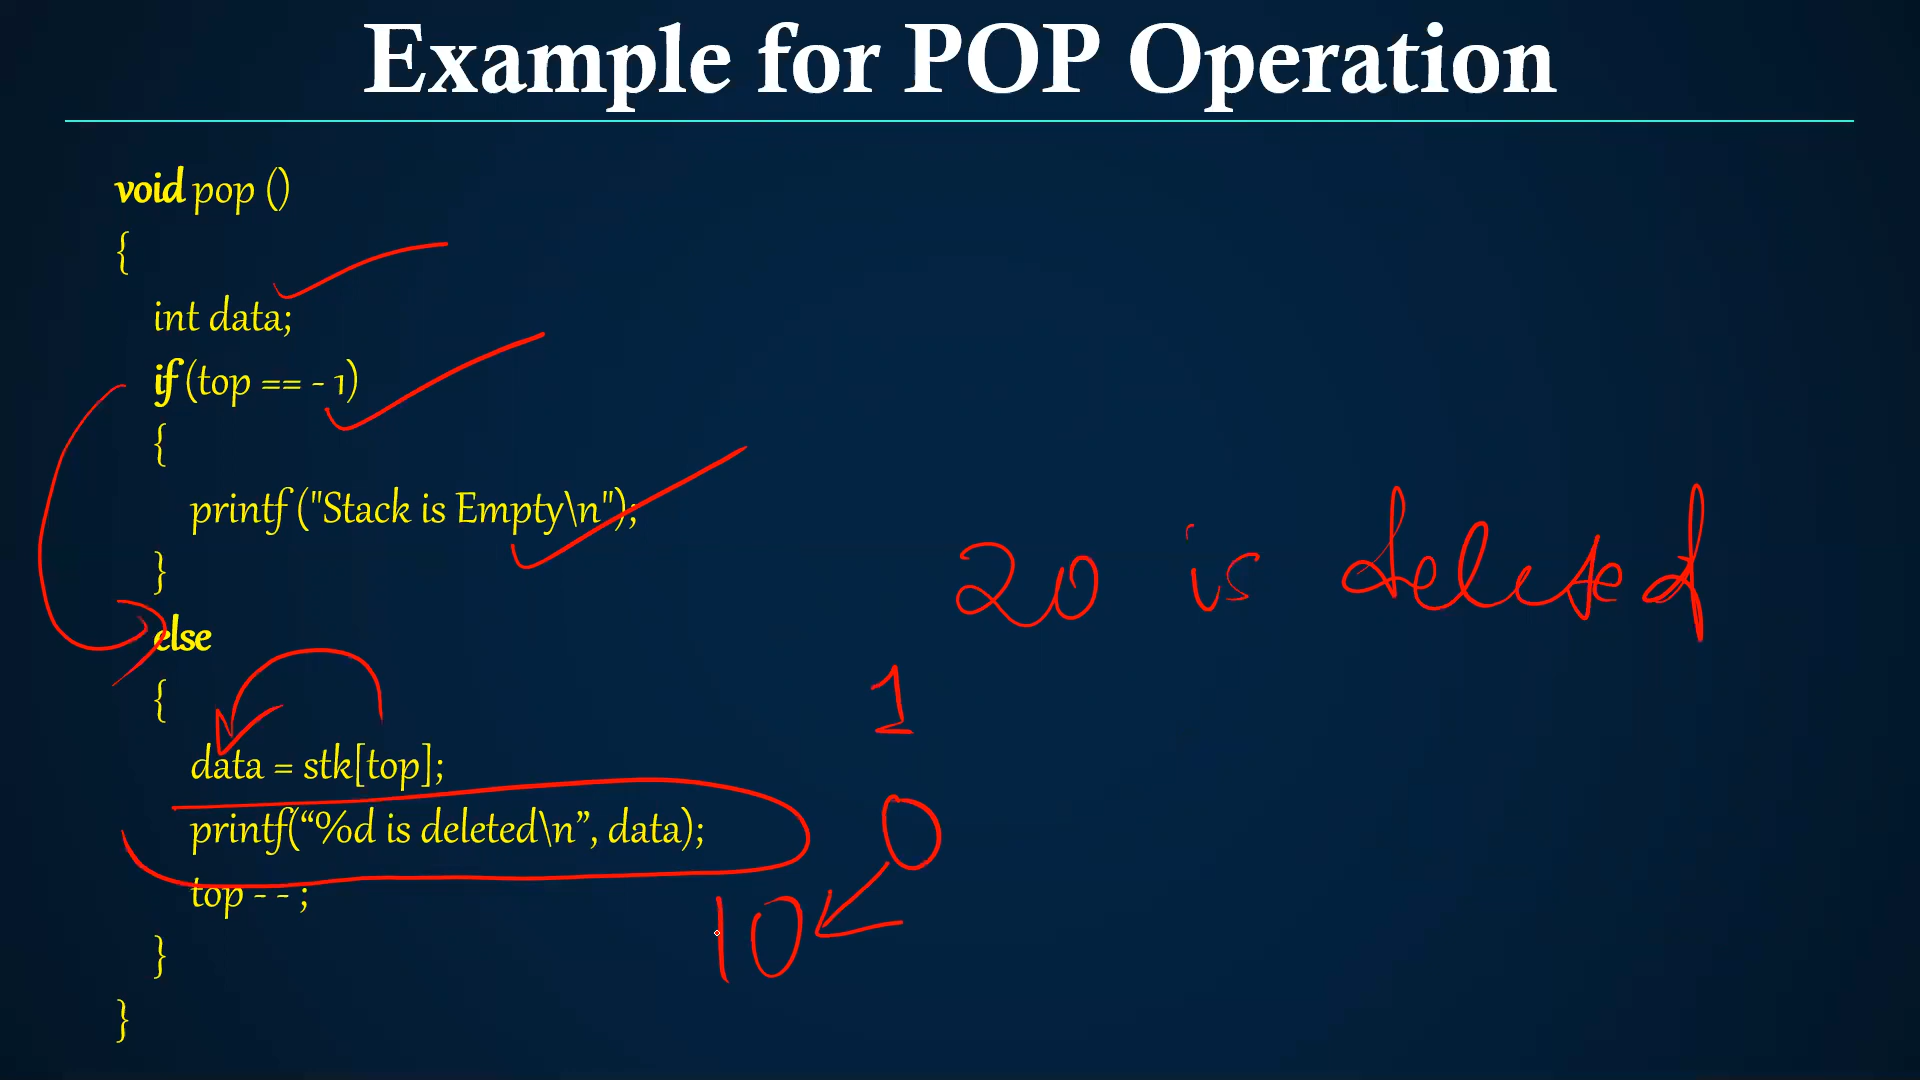 Example for POP Operation
void pop ()
{
int data;
if (top == - 1)
{
printf ("Stack is Empty\n");
}
else
{
data = stk[top];
printf(“%d is deleted\n”, data);
top - - ;
}
}
20 is deleted
1
0
10